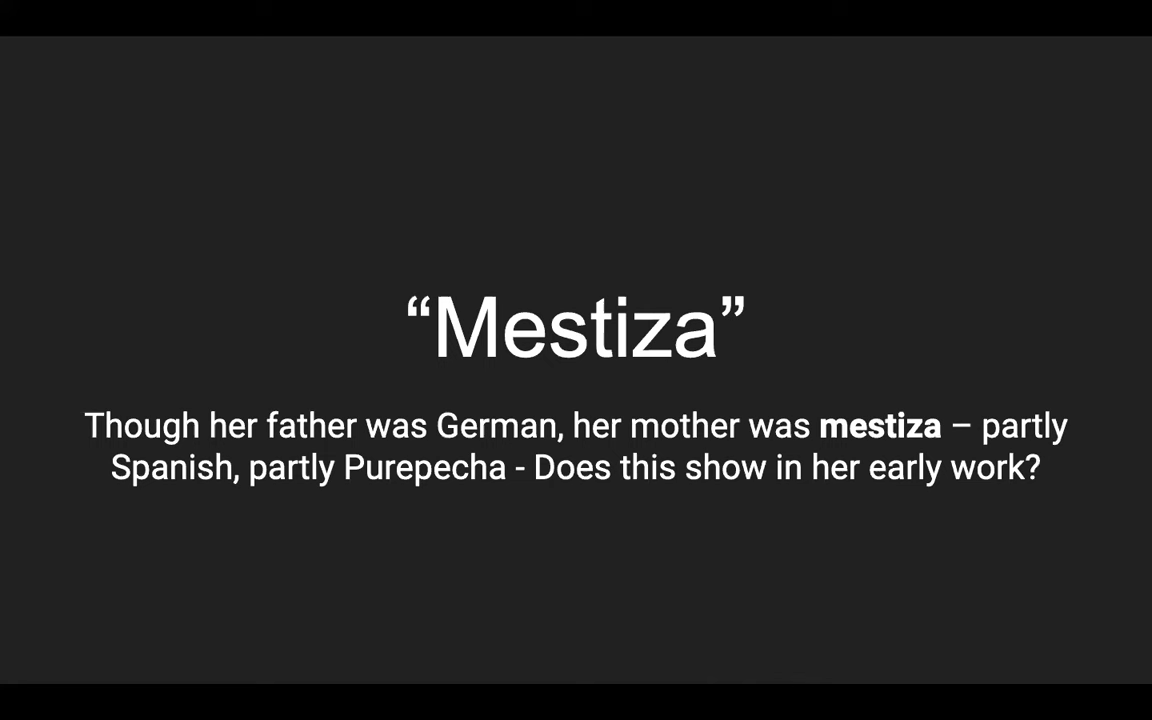 “Mestiza”
Though her father was German, her mother was mestiza – partly
Spanish, partly Purepecha - Does this show in her early work?